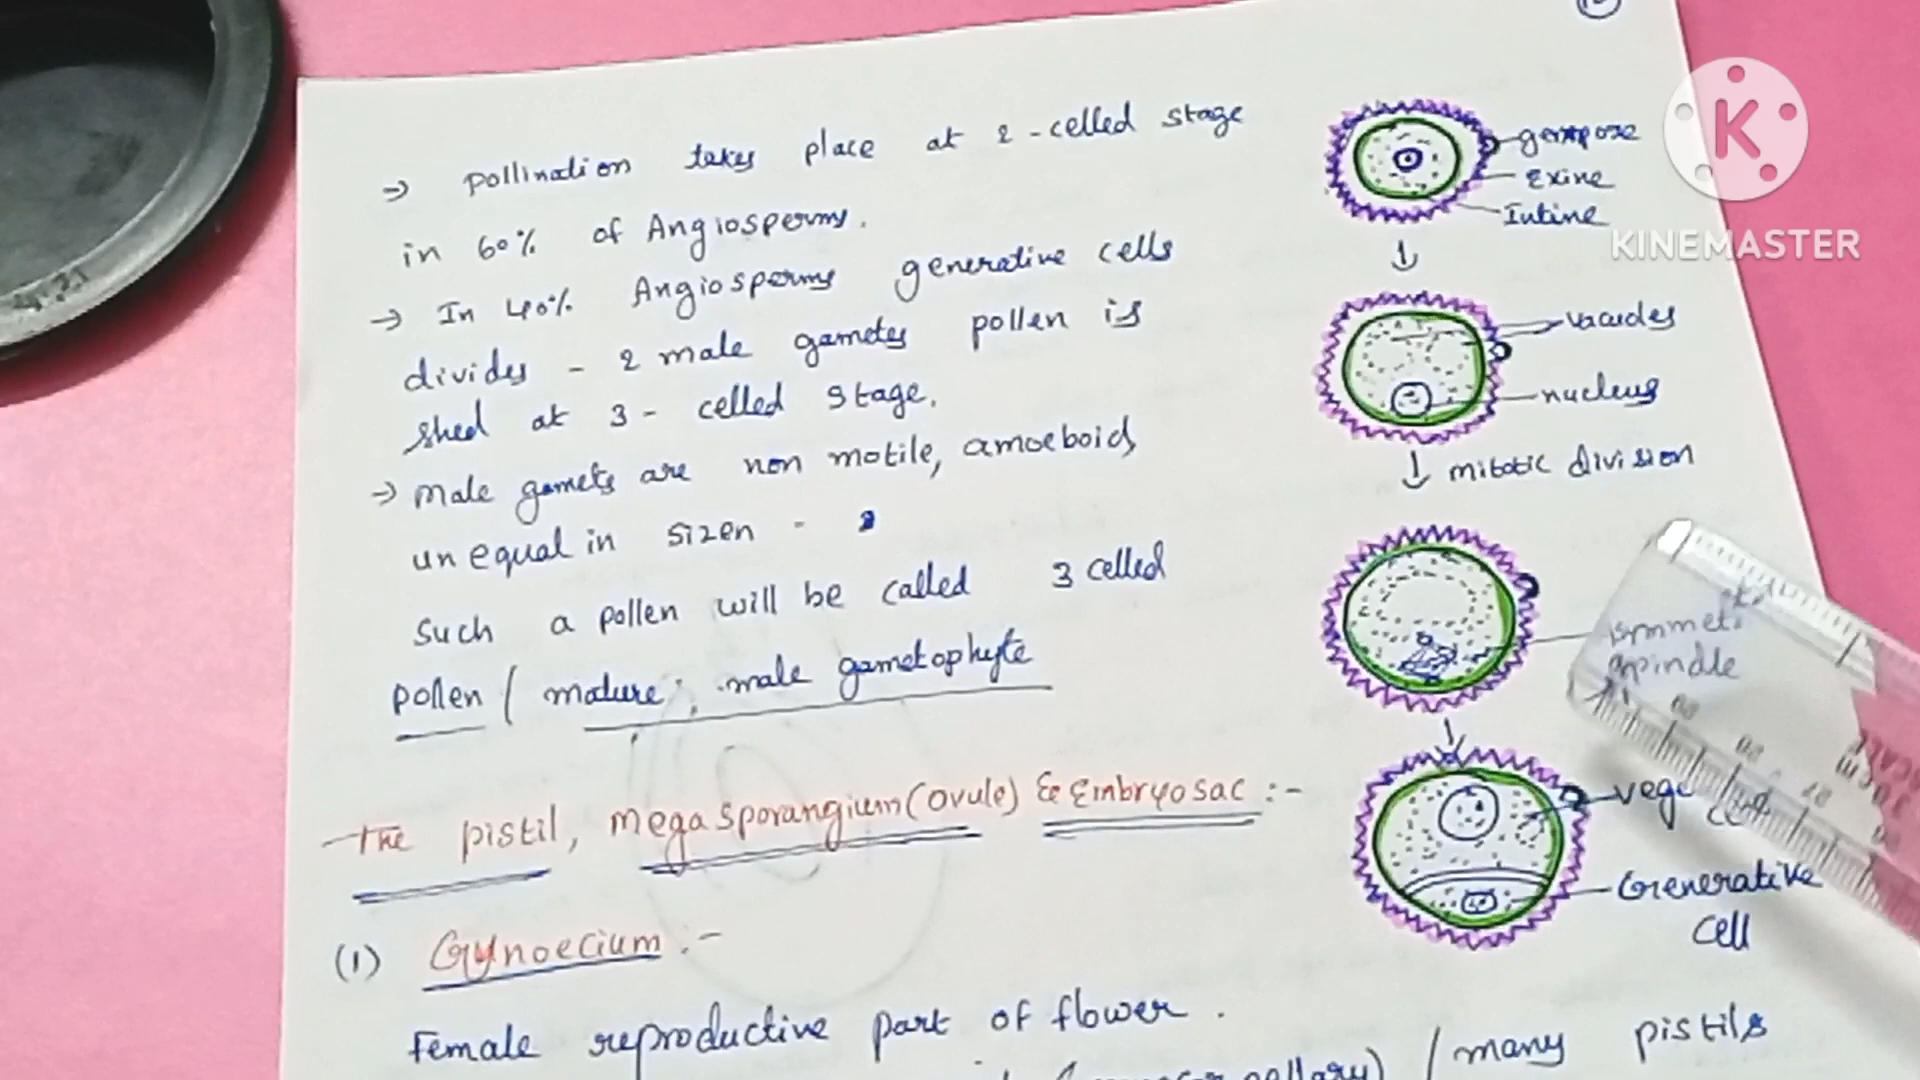 → pollination takes place at 2-celled stage
in 60% of Angiosperms.
→ In 40% Angiosperms generative cells
divides - 2 male gametes pollen is
shed at 3- celled stage.
→ male gamets are non motile, amoeboid,
unequal in sizen -
Such a pollen will be called 3 celled
pollen / mature, male gametophyte
The pistil, megasporangium (ovule) & Embryosac :-
(1) Gynoecium :-
Female reproductive part of flower.
/ many pistils
Exine
Intine
↓
vacuoles
nucleus
↓ mitotic division
spindle
↓
Generative
cell
K
KINEMASTER